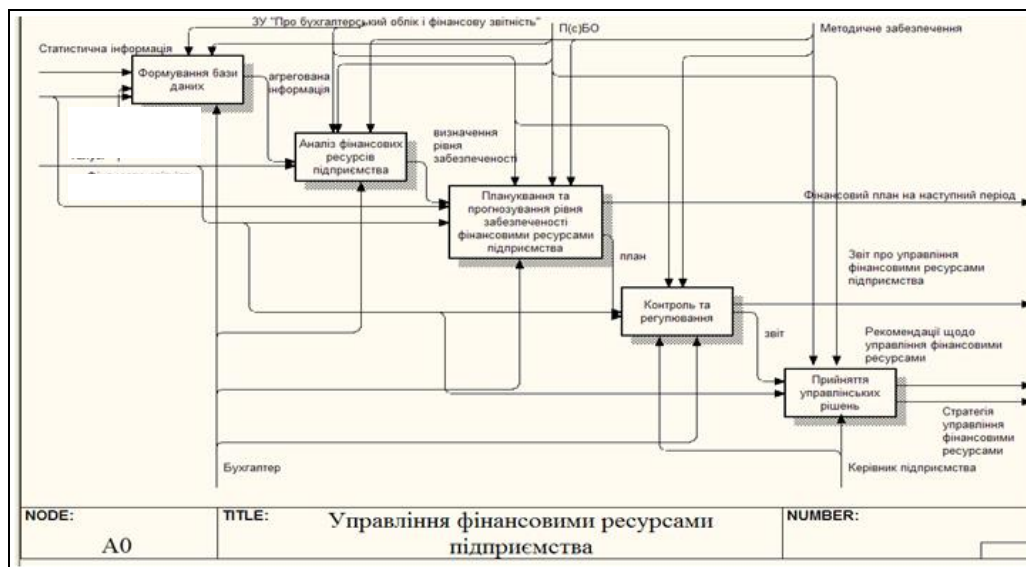 ЗУ "Про бухгалтерський облік і фінансову звітність"
П(с)БО
Методичне забезпечення
Статистична інформація
Формування бази
даних
агрегована
інформація
Аналіз фінансових
ресурсів
підприємства
визначення
рівня
забезпеченості
Плануквання та
прогнозування рівня
забезпеченості
фінансовими ресурсами
підприємства
Фінансовий план на наступний період
план
Звіт про управління
фінансовими ресурсами
підприємства
Контроль та
регулювання
звіт
Рекомендації щодо
управління фінансовими
ресурсами
Прийняття
управлінських
рішень
Стратегія
управління
фінансовими
ресурсами
Бухгалтер
Керівник підприємства
NODE:
A0
TITLE:
Управління фінансовими ресурсами
підприємства
NUMBER: